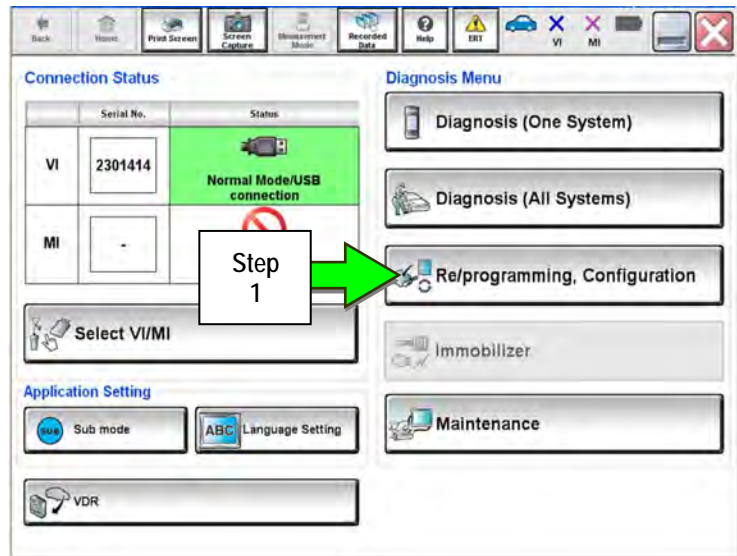 Back
Home
Print Screen
Screen
Capture
Measurement
Mode
Recorded
Data
Help
ERT
VI
MI
Connection Status
Serial No.
Status
VI
2301414
Normal Mode/USB
connection
MI
-
Step
1
Select VI/MI
Application Setting
SUB
Sub mode
ABC
Language Setting
VDR
Diagnosis Menu
Diagnosis (One System)
Diagnosis (All Systems)
Re/programming, Configuration
Immobilizer
Maintenance